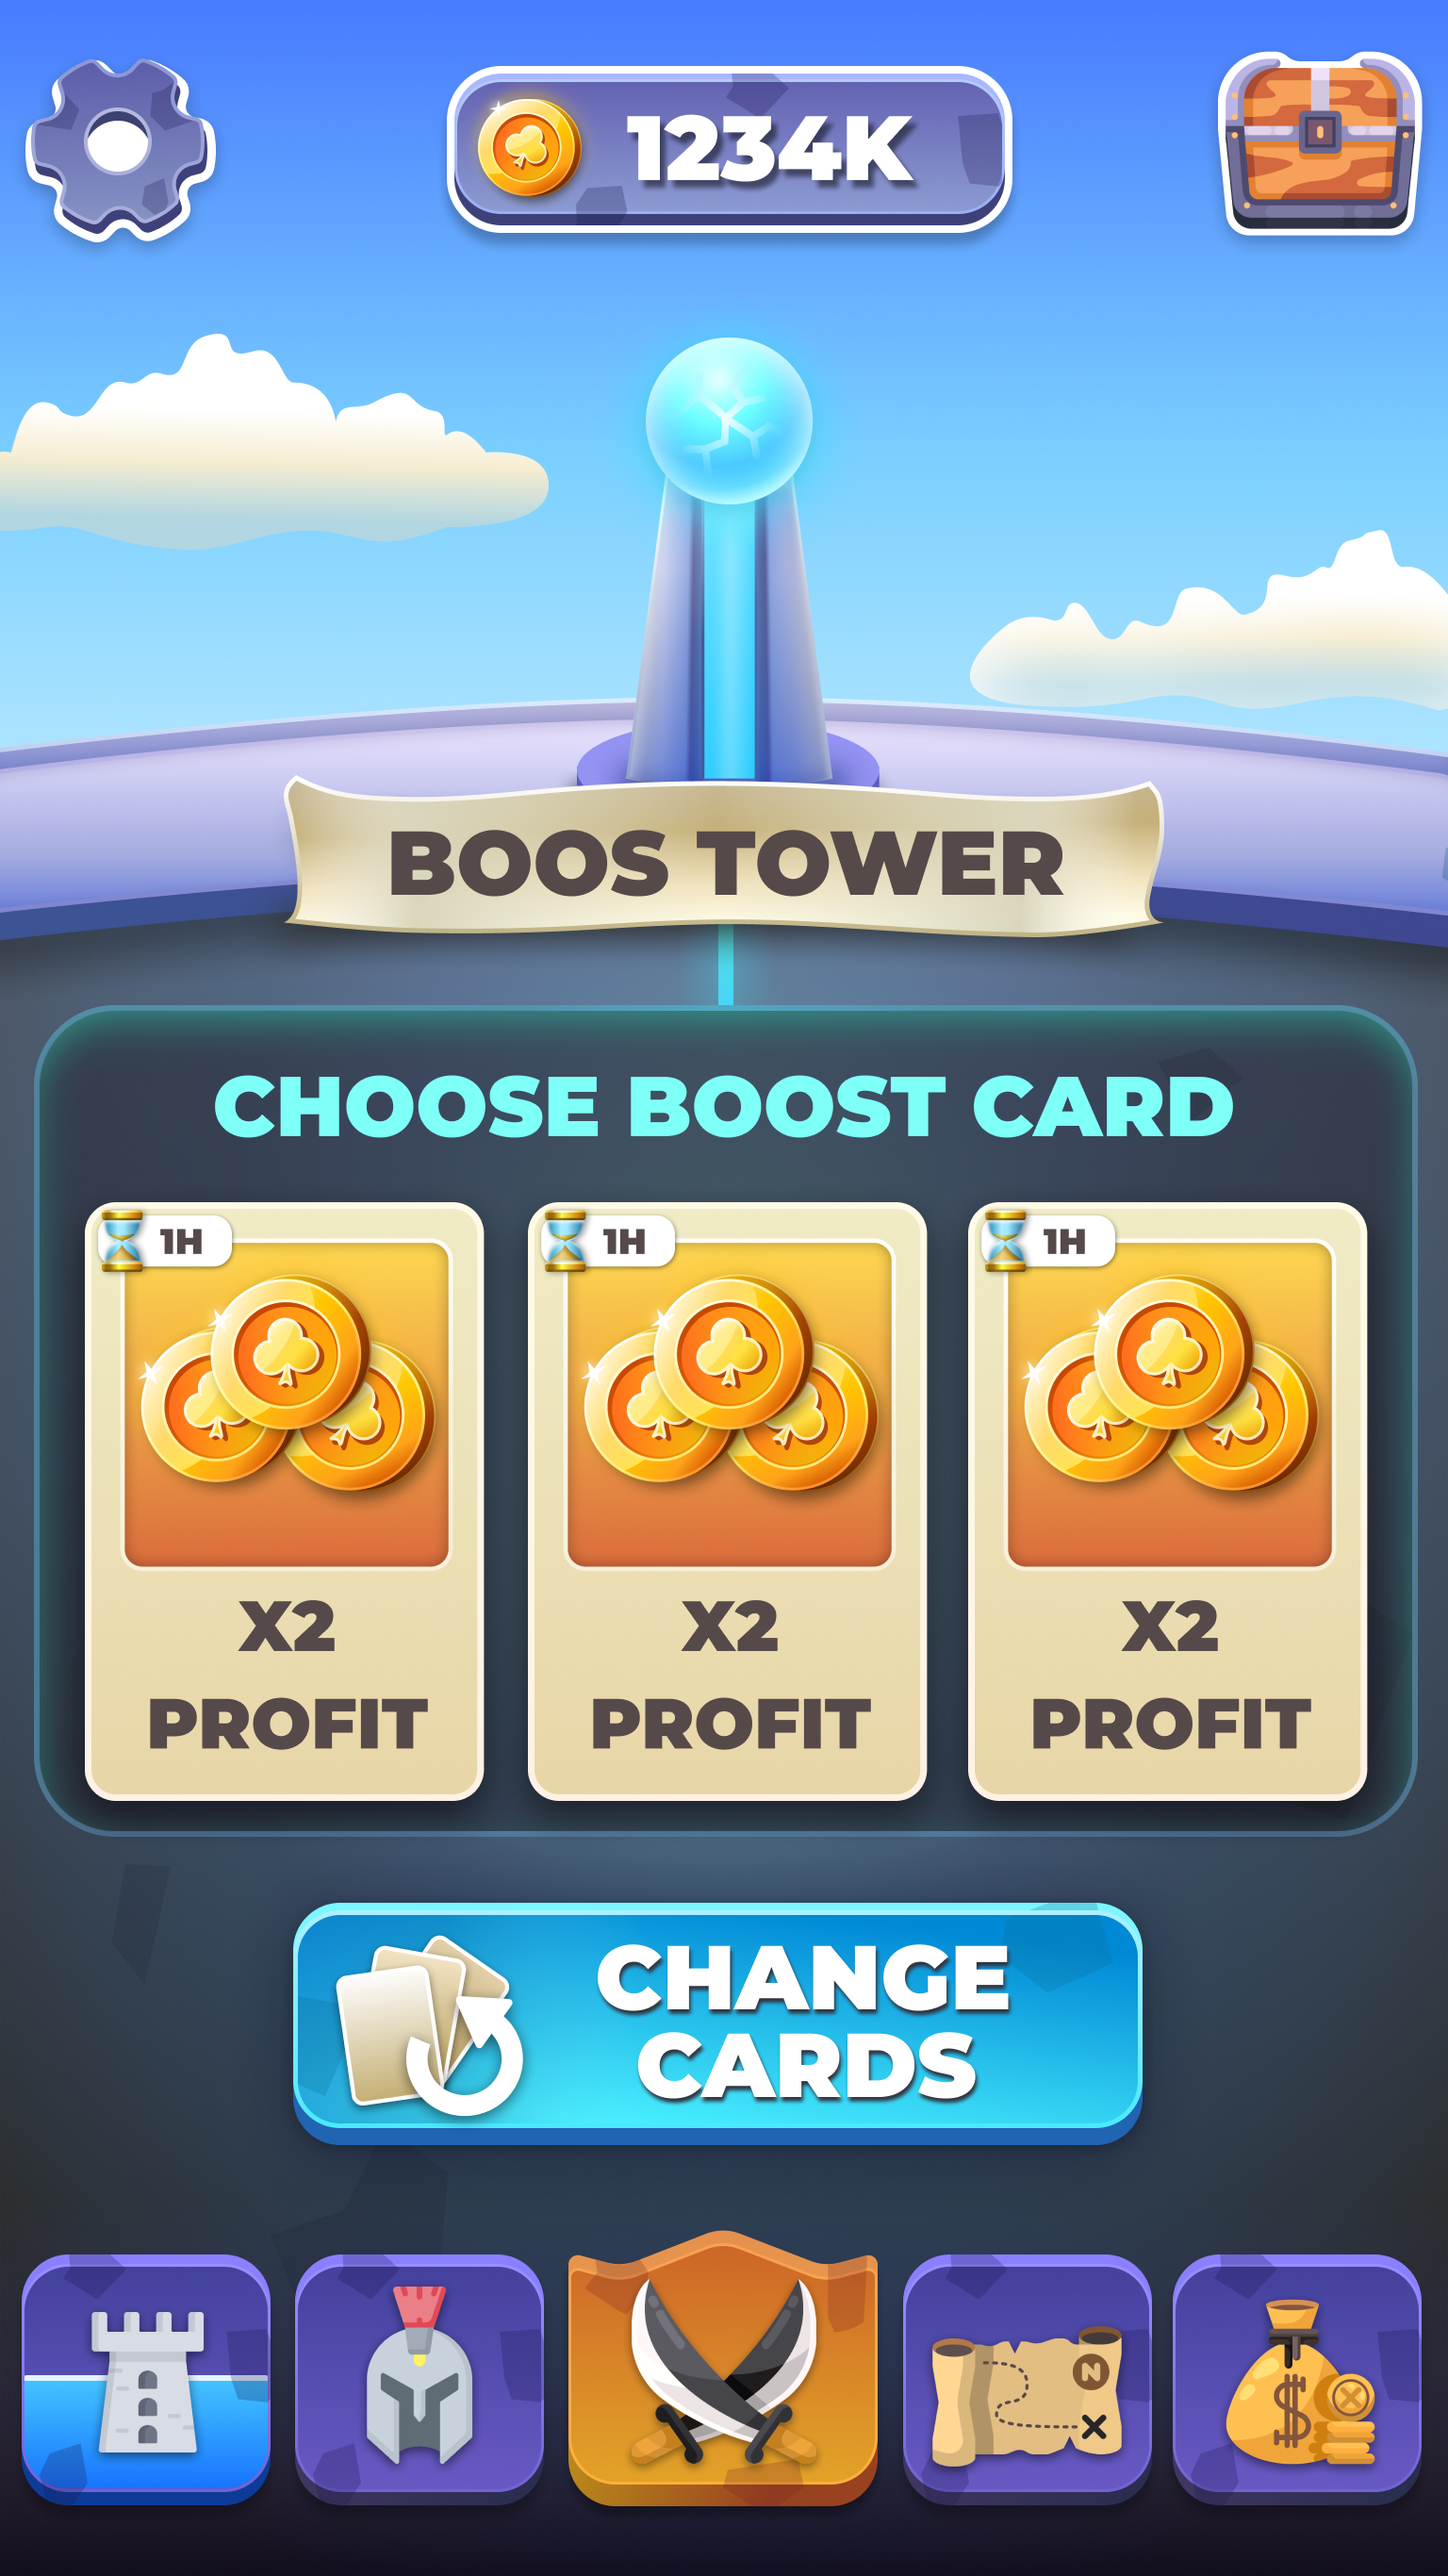 1234K
BOOS TOWER
CHOOSE BOOST CARD
1H
1H
1H
X2
PROFIT
X2
PROFIT
X2
PROFIT
CHANGE
CARDS
N
$